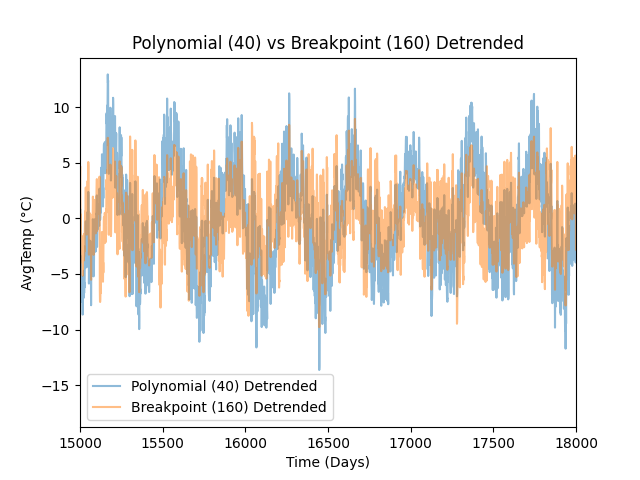 Polynomial (40) vs Breakpoint (160) Detrended
AvgTemp (°C)
10
5
0
−5
−10
−15
Polynomial (40) Detrended
Breakpoint (160) Detrended
15000 15500 16000 16500 17000 17500 18000
Time (Days)